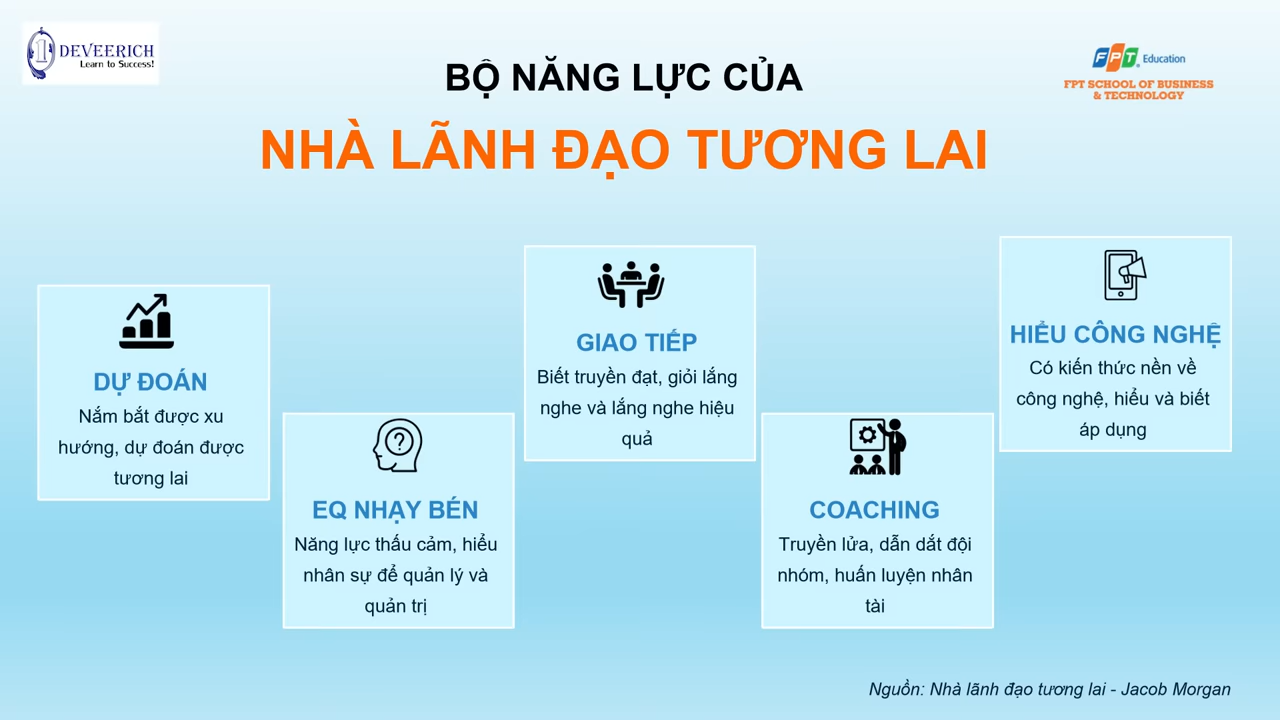 DEVEERICH
Learn to Success!
FPT Education
FPT SCHOOL OF BUSINESS
& TECHNOLOGY
BỘ NĂNG LỰC CỦA
NHÀ LÃNH ĐẠO TƯƠNG LAI
DỰ ĐOÁN
Nắm bắt được xu
hướng, dự đoán được
tương lai
EQ NHẠY BÉN
Năng lực thấu cảm, hiểu
nhân sự để quản lý và
quản trị
GIAO TIẾP
Biết truyền đạt, giỏi lắng
nghe và lắng nghe hiệu
quả
COACHING
Truyền lửa, dẫn dắt đội
nhóm, huấn luyện nhân
tài
HIỂU CÔNG NGHỆ
Có kiến thức nền về
công nghệ, hiểu và biết
áp dụng
Nguồn: Nhà lãnh đạo tương lai - Jacob Morgan